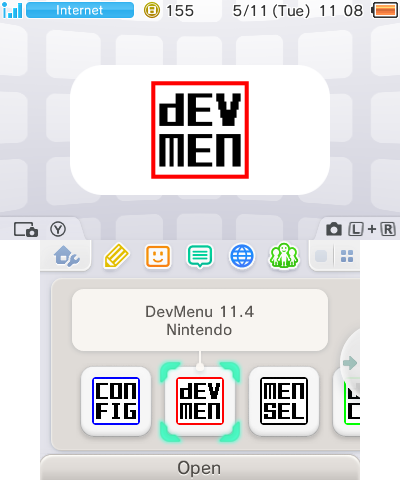 Internet
155
5/11(Tue) 11 08
dEV
MEN
Y
L+R
DevMenu 11.4
Nintendo
CON
FIG
dEV
MEN
MEN
SEL
Open